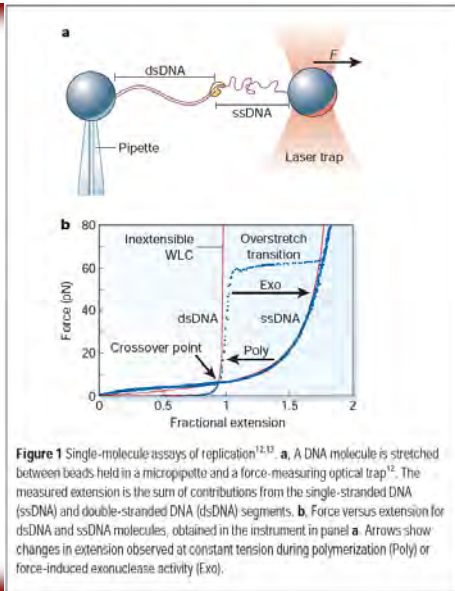 a
F
dsDNA
ssDNA
Pipette
Laser trap
b
80
60
40
20
0
Force (pN)
Inextensible
WLC
Overstretch
transition
Exo
dsDNA
ssDNA
Poly
Crossover point
0
0.5
1
1.5
2
Fractional extension
Figure 1 Single-molecule assays of replication12,13. a, A DNA molecule is stretched
between beads held in a micropipette and a force-measuring optical trap12. The
measured extension is the sum of contributions from the single-stranded DNA
(ssDNA) and double-stranded DNA (dsDNA) segments. b, Force versus extension for
dsDNA and ssDNA molecules, obtained in the instrument in panel a. Arrows show
changes in extension observed at constant tension during polymerization (Poly) or
force-induced exonuclease activity (Exo).